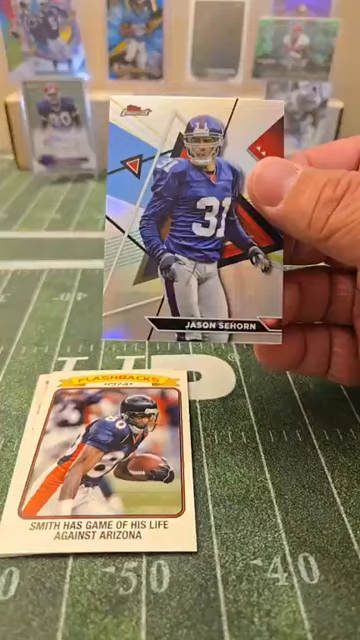 FINEST
31
JASON SEHORN
FLASHBACKS
SMITH HAS GAME OF HIS LIFE
AGAINST ARIZONA
50
40